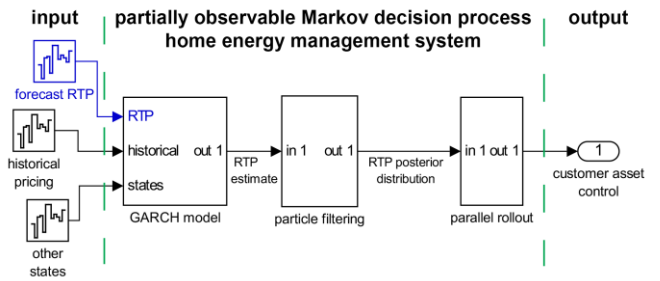 input
partially observable Markov decision process
home energy management system
output
forecast RTP
RTP
historical
pricing
historical
out 1
states
GARCH model
RTP
estimate
in 1
out 1
particle filtering
RTP posterior
distribution
in 1 out 1
parallel rollout
1
customer asset
control
other
states